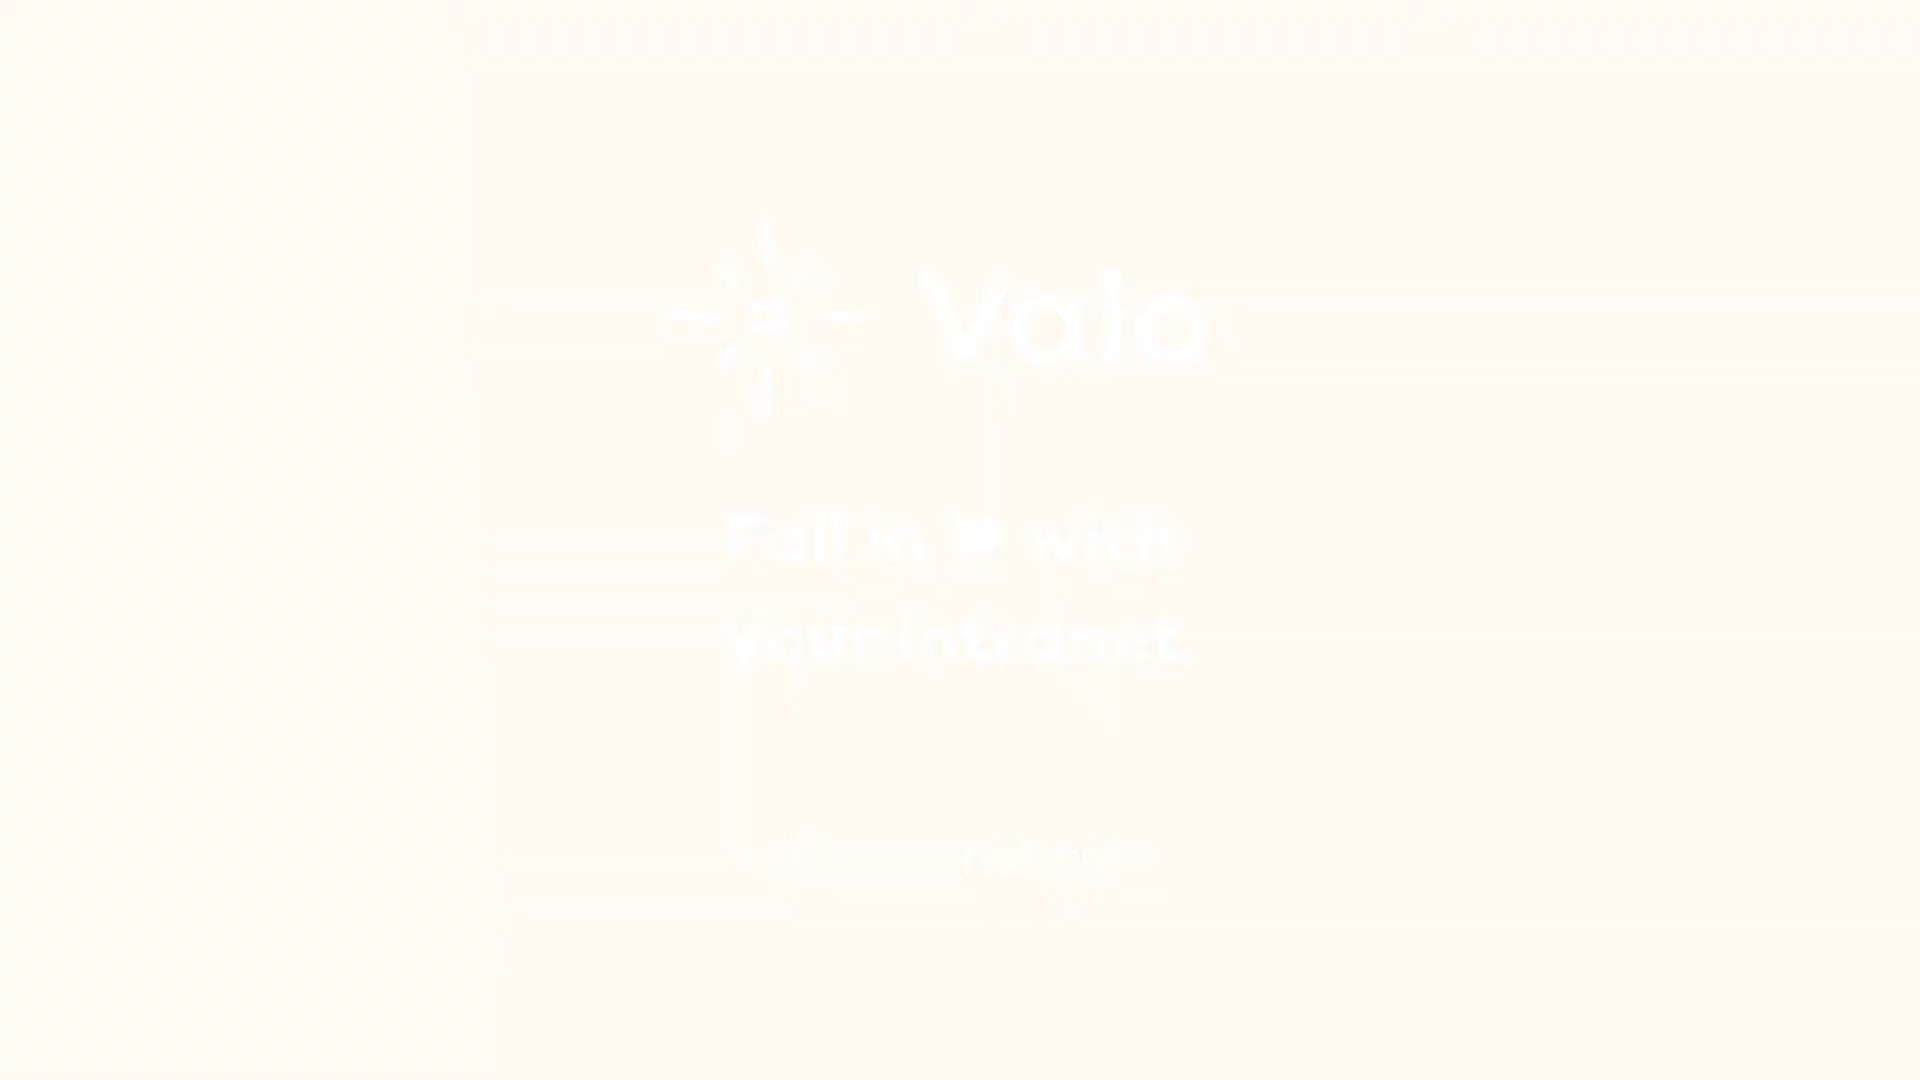 Valo
Fall in ♥ with
your intranet